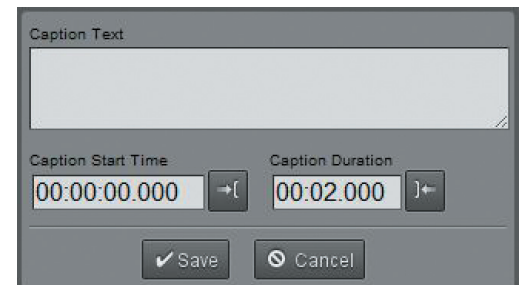 Caption Text
Caption Start Time Caption Duration
00:00:00.000 →[ 00:02.000 ]←
✔ Save Cancel